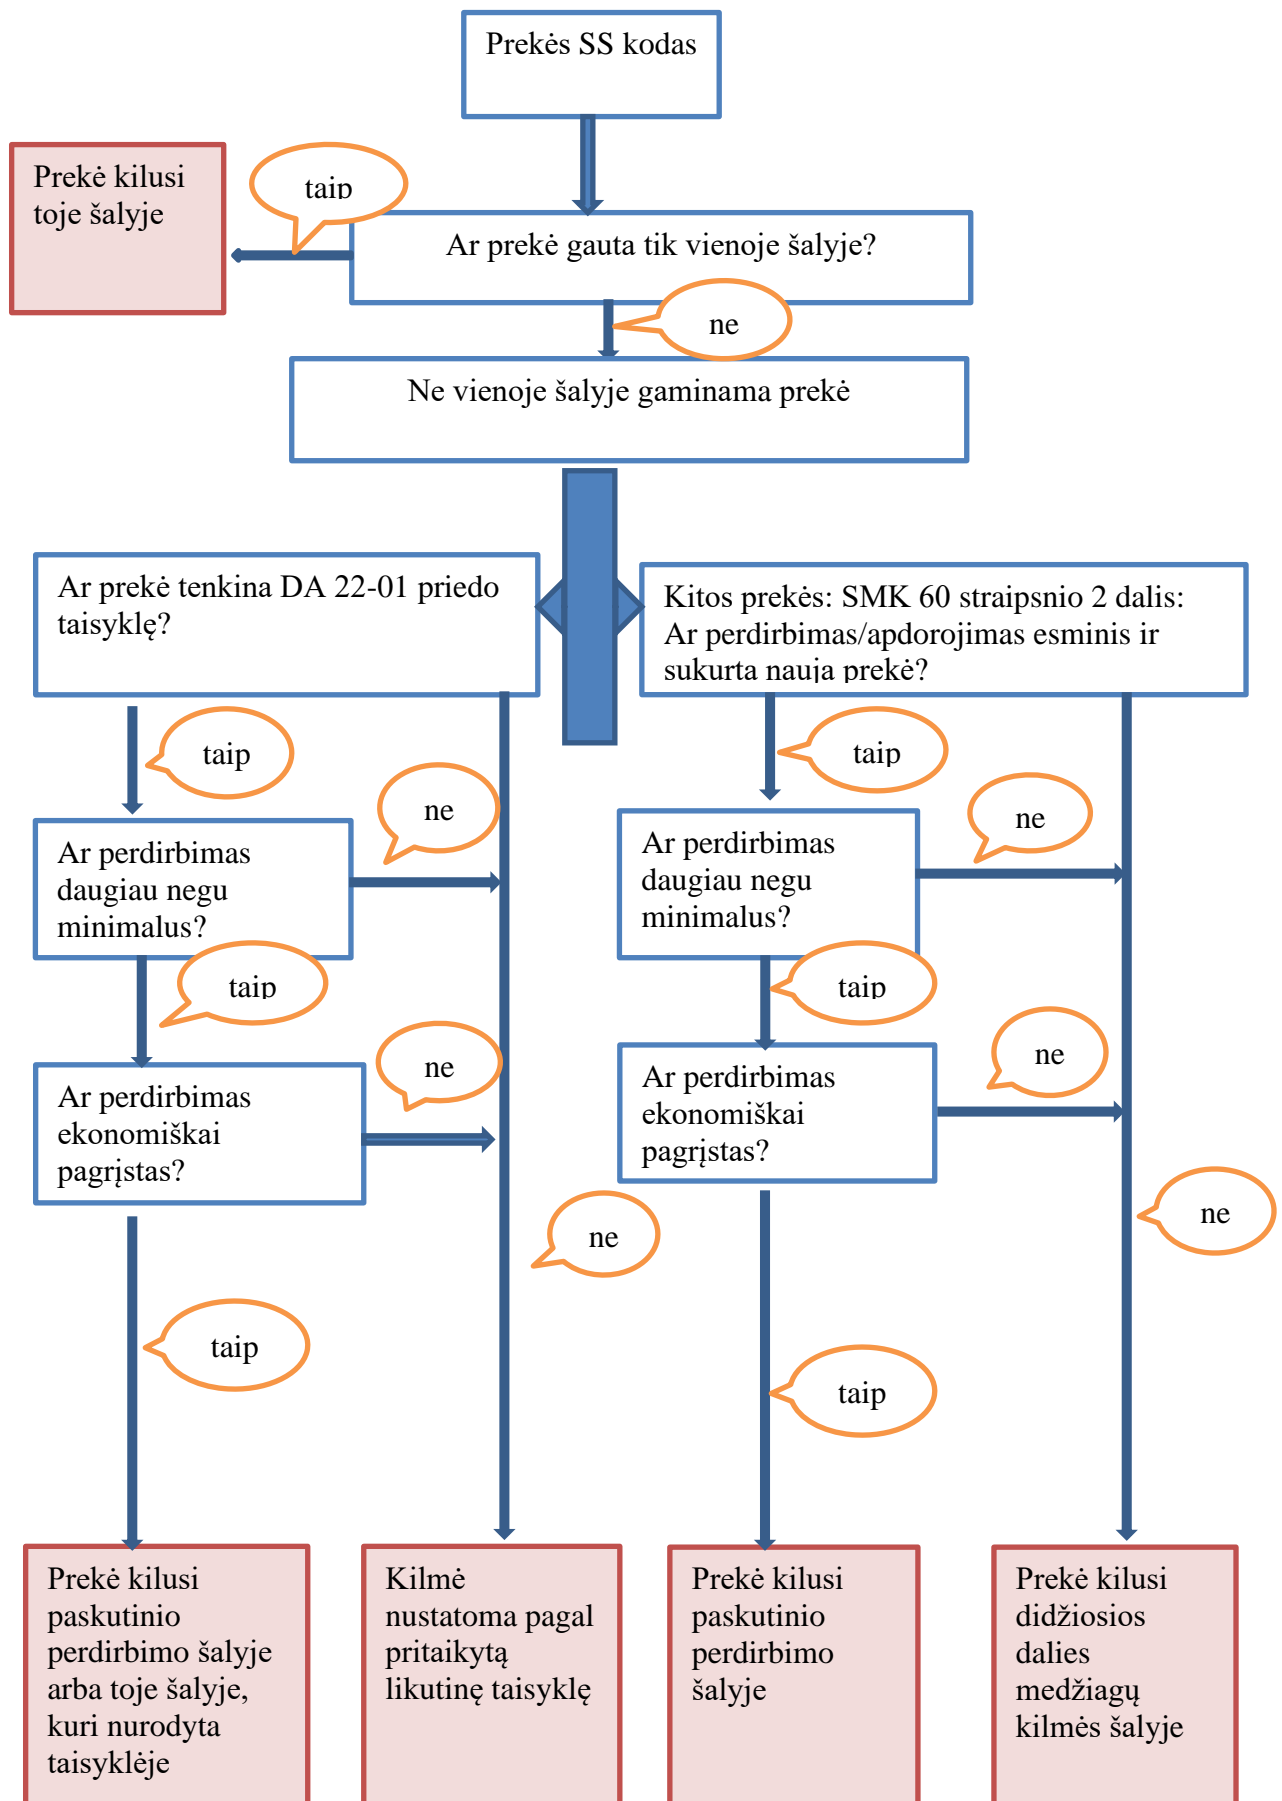 Prekės SS kodas
Prekė kilusi
toje šalyje
taip
Ar prekė gauta tik vienoje šalyje?
ne
Ne vienoje šalyje gaminama prekė
Ar prekė tenkina DA 22-01 priedo
taisyklę?
Kitos prekės: SMK 60 straipsnio 2 dalis:
Ar perdirbimas/apdorojimas esminis ir
sukurta nauja prekė?
taip
taip
ne
ne
Ar perdirbimas
daugiau negu
minimalus?
Ar perdirbimas
daugiau negu
minimalus?
taip
taip
ne
ne
Ar perdirbimas
ekonomiškai
pagrįstas?
Ar perdirbimas
ekonomiškai
pagrįstas?
ne
ne
taip
taip
Prekė kilusi
paskutinio
perdirbimo šalyje
arba toje šalyje,
kuri nurodyta
taisyklėje
Kilmė
nustatoma pagal
pritaikytą
likutinę taisyklę
Prekė kilusi
paskutinio
perdirbimo
šalyje
Prekė kilusi
didžiosios
dalies
medžiagų
kilmės šalyje